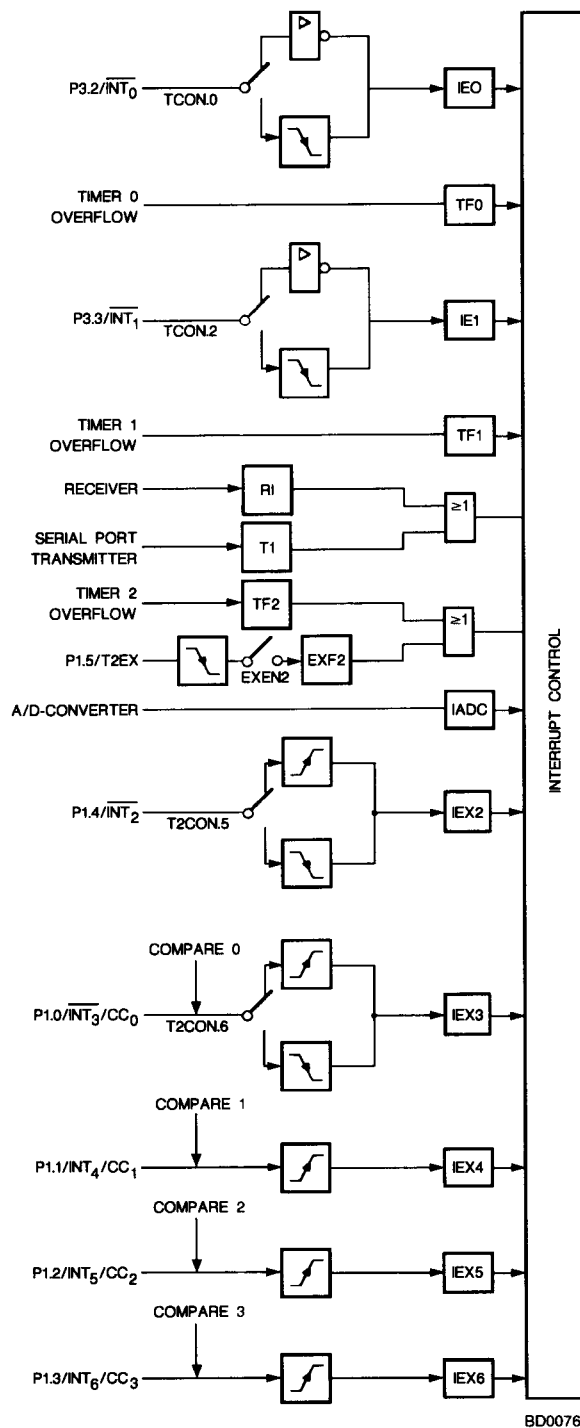 P3.2/INT0
TCON.0
IE0
TIMER 0
OVERFLOW
TF0
P3.3/INT1
TCON.2
IE1
TIMER 1
OVERFLOW
TF1
RECEIVER
RI
≥1
SERIAL PORT
TRANSMITTER
T1
TIMER 2
OVERFLOW
TF2
≥1
P1.5/T2EX
EXEN2
EXF2
A/D-CONVERTER
IADC
INTERRUPT CONTROL
P1.4/INT2
T2CON.5
IEX2
COMPARE 0
P1.0/INT3/CC0
T2CON.6
IEX3
COMPARE 1
P1.1/INT4/CC1
IEX4
COMPARE 2
P1.2/INT5/CC2
IEX5
COMPARE 3
P1.3/INT6/CC3
IEX6
BD0076